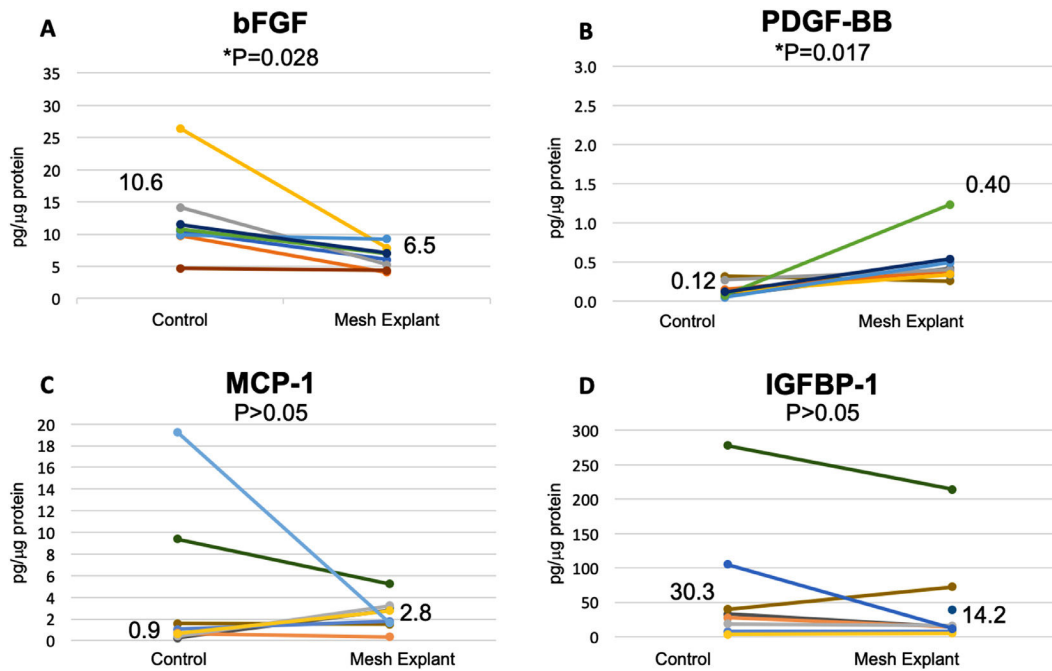 A
bFGF
*P=0.028
pg/µg protein
35
30
25
20
15
10
5
0
10.6
6.5
Control
Mesh Explant
B
PDGF-BB
*P=0.017
pg/µg protein
3.0
2.5
2.0
1.5
1.0
0.5
0.0
0.12
0.40
Control
Mesh Explant
C
MCP-1
P>0.05
pg/µg protein
20
18
16
14
12
10
8
6
4
2
0
0.9
2.8
Control
Mesh Explant
D
IGFBP-1
P>0.05
pg/µg protein
300
250
200
150
100
50
0
30.3
14.2
Control
Mesh Explant